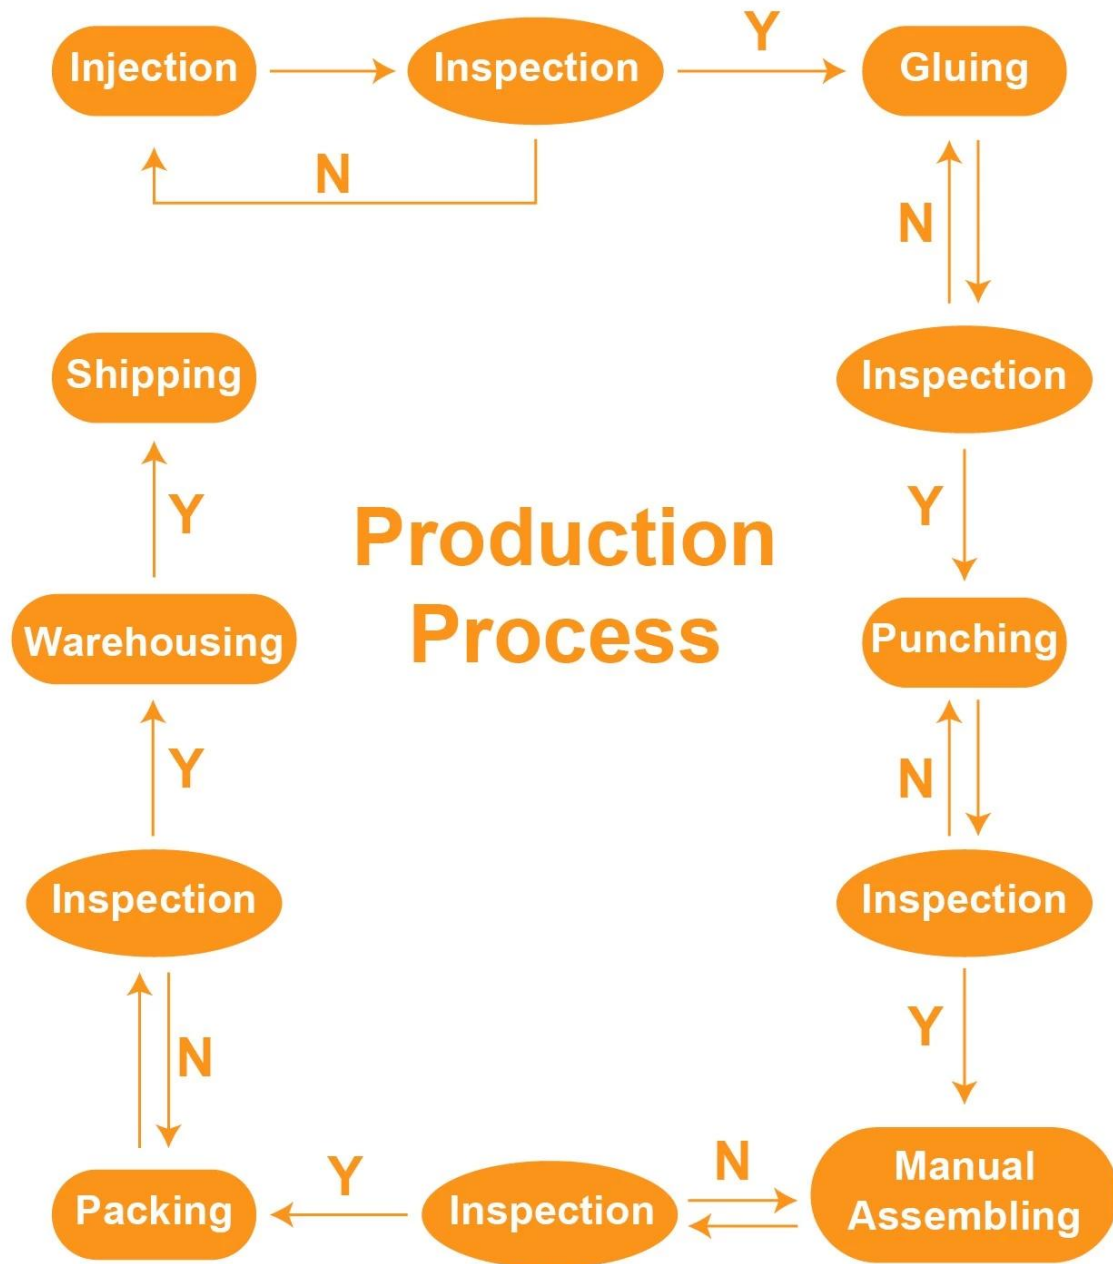 Injection
Inspection
Y
Gluing
N
N
Inspection
Y
Punching
N
Inspection
Y
Manual
Assembling
N
Inspection
Y
Packing
N
Inspection
Y
Warehousing
Y
Shipping
Production
Process